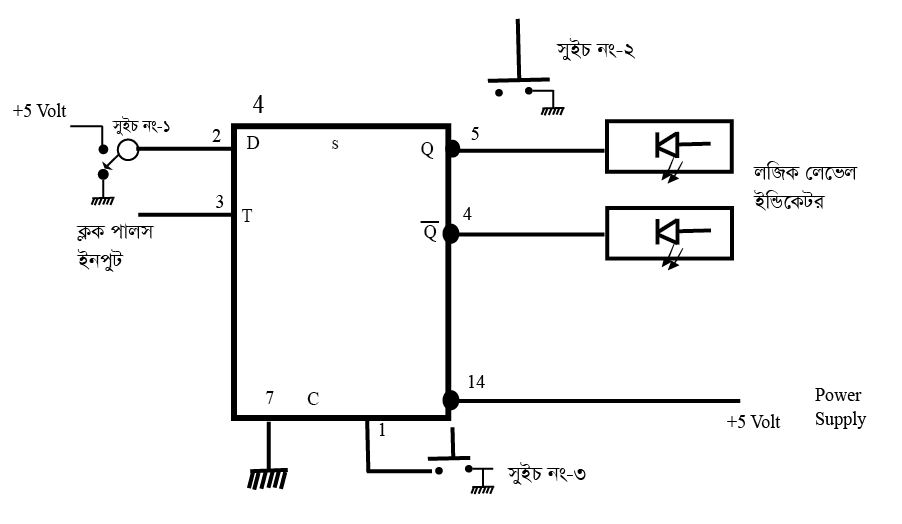 সুইচ নং-২
+5 Volt
4
সুইচ নং-১
2
D
s
Q
5
3
T
Q̅
4
লজিক লেভেল
ইন্ডিকেটর
ক্লক পালস
ইনপুট
7
C
14
1
+5 Volt
Power
Supply
সুইচ নং-৩